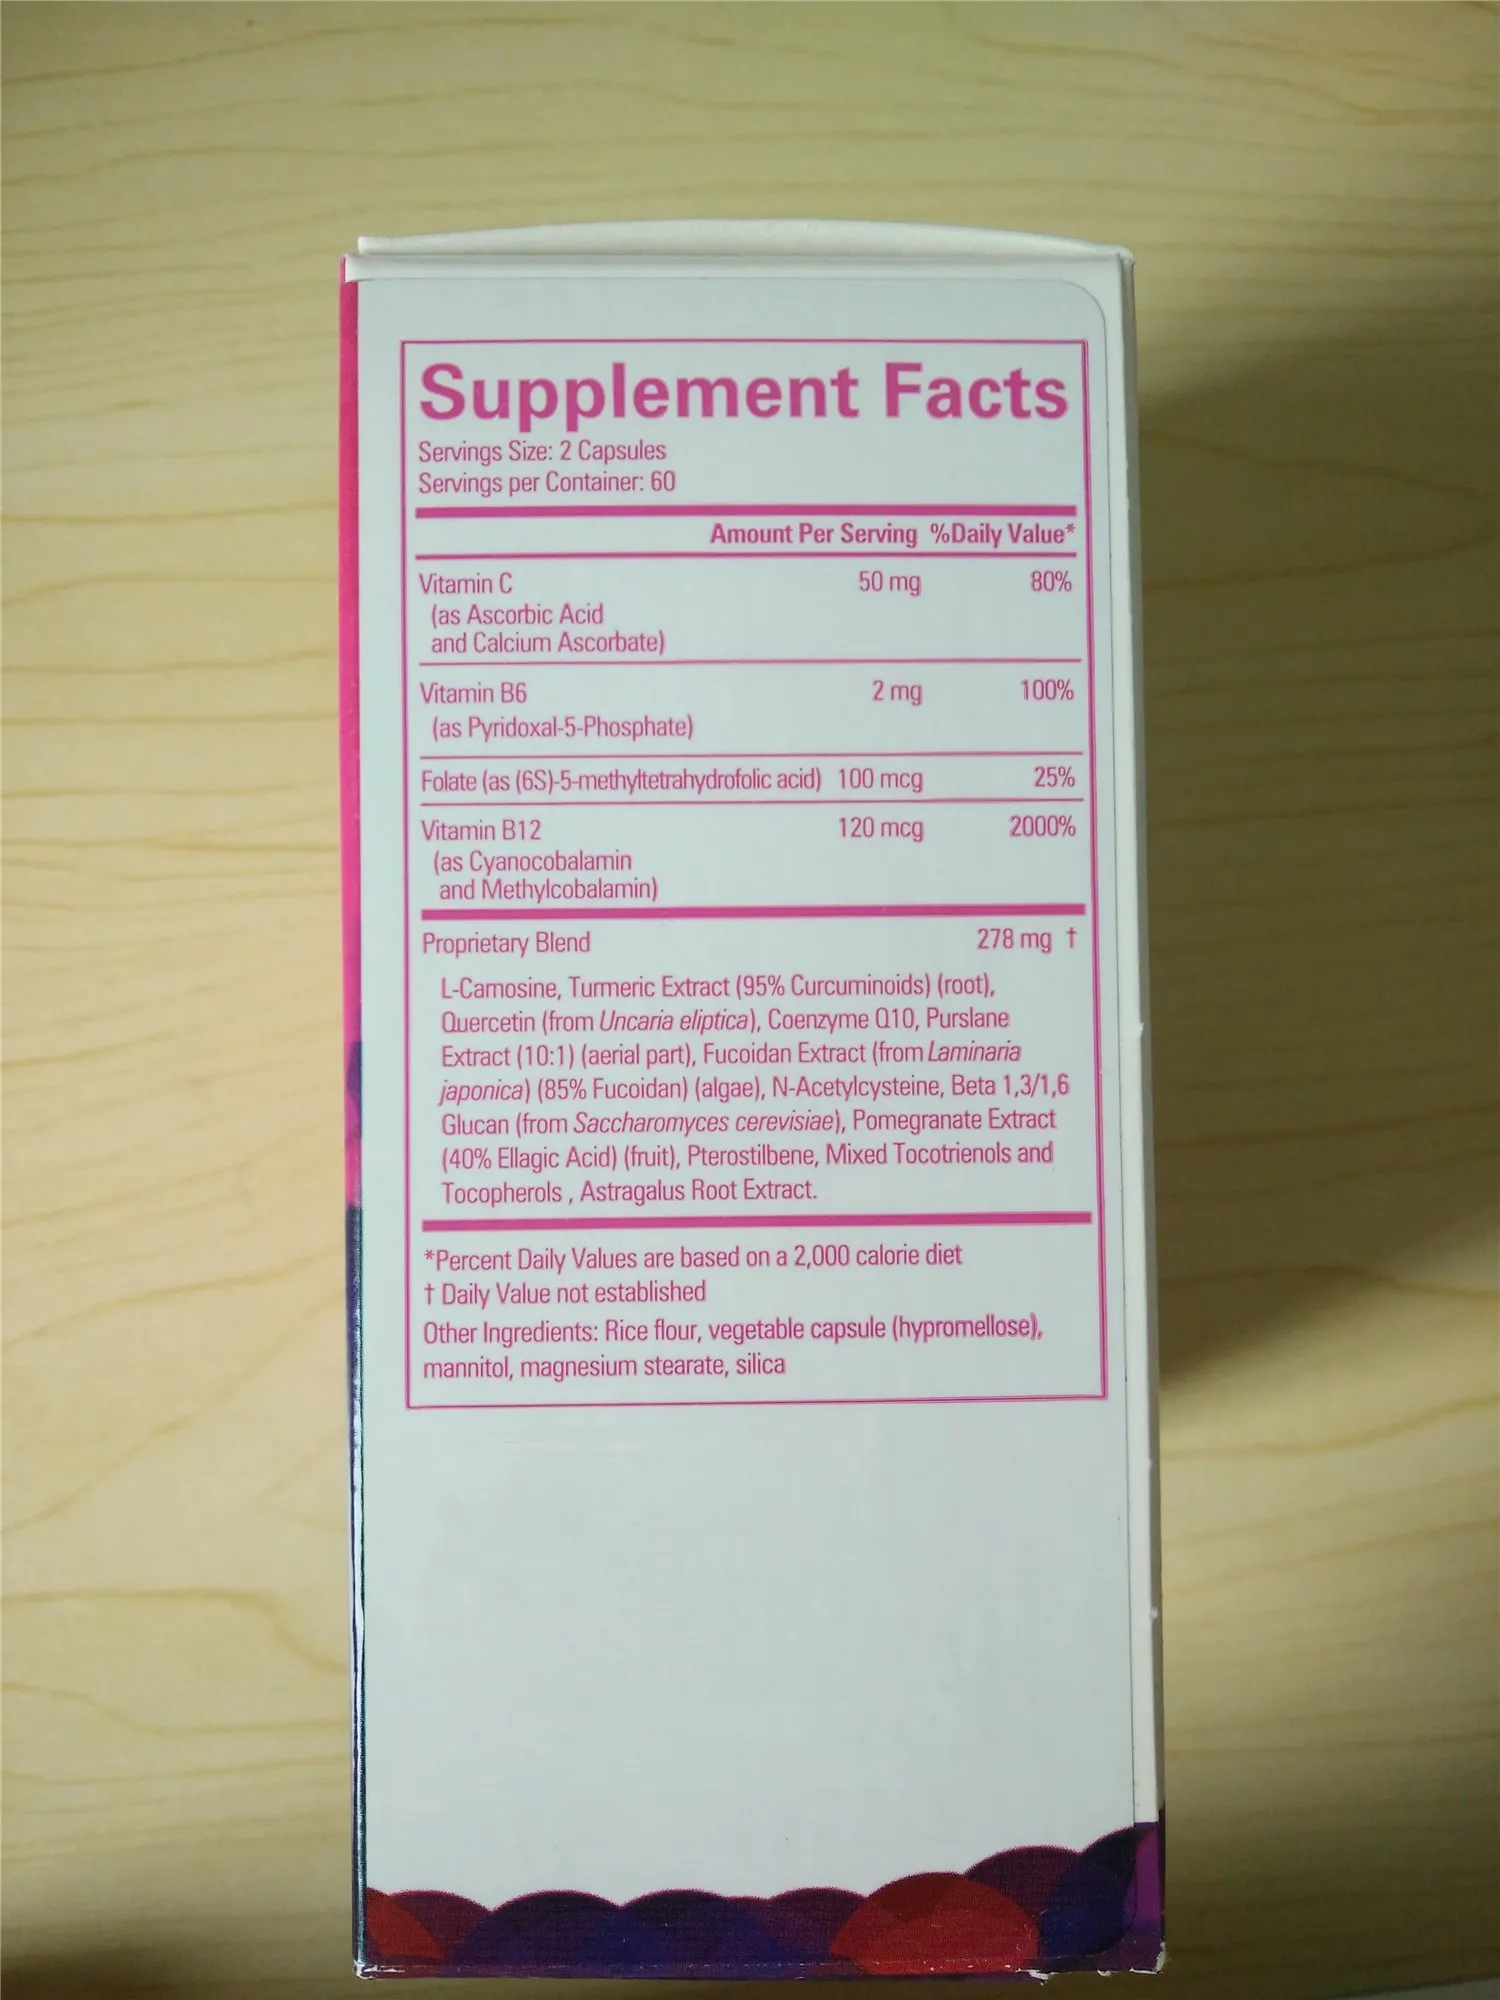 Supplement Facts
Servings Size: 2 Capsules
Servings per Container: 60
Amount Per Serving %Daily Value*
Vitamin C 50 mg 80%
(as Ascorbic Acid
and Calcium Ascorbate)
Vitamin B6 2 mg 100%
(as Pyridoxal-5-Phosphate)
Folate (as (6S)-5-methyltetrahydrofolic acid) 100 mcg 25%
Vitamin B12 120 mcg 2000%
(as Cyanocobalamin
and Methylcobalamin)
Proprietary Blend 278 mg †
L-Carnosine, Turmeric Extract (95% Curcuminoids) (root),
Quercetin (from Uncaria eliptica), Coenzyme Q10, Purslane
Extract (10:1) (aerial part), Fucoidan Extract (from Laminaria
japonica) (85% Fucoidan) (algae), N-Acetylcysteine, Beta 1,3/1,6
Glucan (from Saccharomyces cerevisiae), Pomegranate Extract
(40% Ellagic Acid) (fruit), Pterostilbene, Mixed Tocotrienols and
Tocopherols , Astragalus Root Extract.
*Percent Daily Values are based on a 2,000 calorie diet
† Daily Value not established
Other Ingredients: Rice flour, vegetable capsule (hypromellose),
mannitol, magnesium stearate, silica